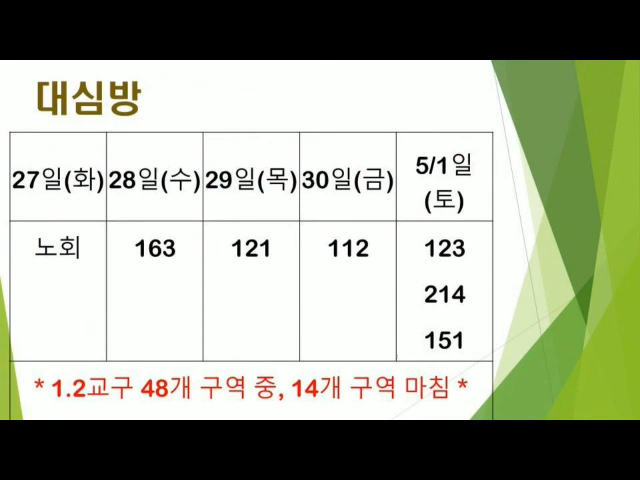 대심방
27일(화) 28일(수) 29일(목) 30일(금) 5/1일
(토)
노회 163 121 112 123
214
151
* 1.2교구 48개 구역 중, 14개 구역 마침 *